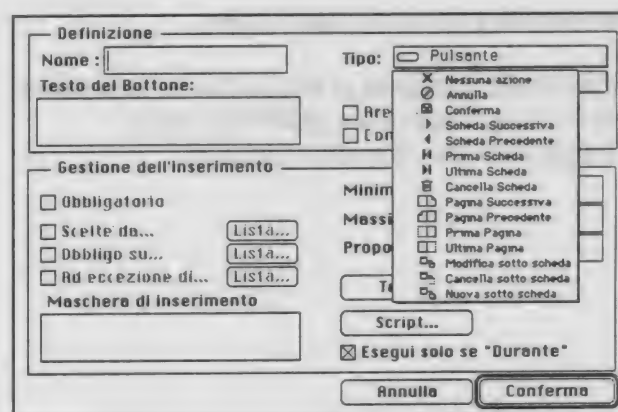 Definizione
Nome :
Tipo:
Pulsante
Testo del Bottone:
Nessuna azione
Annulla
Conferma
Scheda Successiva
Scheda Precedente
Prima Scheda
Ultima Scheda
Cancella Scheda
Pagina Successiva
Pagina Precedente
Prima Pagina
Ultima Pagina
Modifica sotto scheda
Cancella sotto scheda
Nuova sotto scheda
Gestione dell'inserimento
Obbligatorio
Scelte da...
Lista...
Obbligo su...
Lista...
Ad eccezione di...
Lista...
Maschera di inserimento
Minim
Massi
Propo
Script...
Esegui solo se "Durante"
Annulla
Conferma